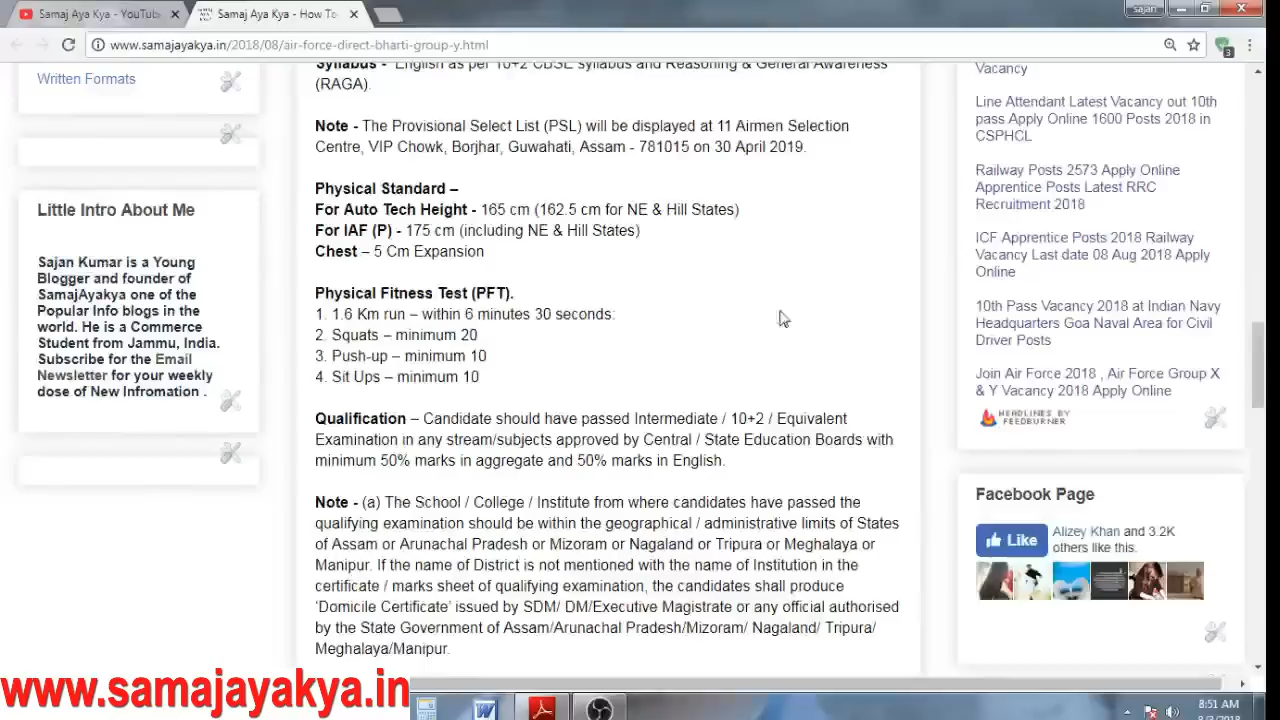 Samaj Aya Kya - YouTub
Samaj Aya Kya - How To
sajan
www.samajayakya.in/2018/08/air-force-direct-bharti-group-y.html
3
Written Formats
Little Intro About Me
Sajan Kumar is a Young
Blogger and founder of
SamajAyakya one of the
Popular Info blogs in the
world. He is a Commerce
Student from Jammu, India.
Subscribe for the Email
Newsletter for your weekly
dose of New Infromation .
Syllabus - English as per 10+2 CBSE syllabus and Reasoning & General Awareness
(RAGA).
Note - The Provisional Select List (PSL) will be displayed at 11 Airmen Selection
Centre, VIP Chowk, Borjhar, Guwahati, Assam - 781015 on 30 April 2019.
Physical Standard –
For Auto Tech Height - 165 cm (162.5 cm for NE & Hill States)
For IAF (P) - 175 cm (including NE & Hill States)
Chest – 5 Cm Expansion
Physical Fitness Test (PFT).
1. 1.6 Km run – within 6 minutes 30 seconds:
2. Squats – minimum 20
3. Push-up – minimum 10
4. Sit Ups – minimum 10
Qualification – Candidate should have passed Intermediate / 10+2 / Equivalent
Examination in any stream/subjects approved by Central / State Education Boards with
minimum 50% marks in aggregate and 50% marks in English.
Note - (a) The School / College / Institute from where candidates have passed the
qualifying examination should be within the geographical / administrative limits of States
of Assam or Arunachal Pradesh or Mizoram or Nagaland or Tripura or Meghalaya or
Manipur. If the name of District is not mentioned with the name of Institution in the
certificate / marks sheet of qualifying examination, the candidates shall produce
'Domicile Certificate' issued by SDM/ DM/Executive Magistrate or any official authorised
by the State Government of Assam/Arunachal Pradesh/Mizoram/ Nagaland/ Tripura/
Meghalaya/Manipur.
Vacancy
Line Attendant Latest Vacancy out 10th
pass Apply Online 1600 Posts 2018 in
CSPHCL
Railway Posts 2573 Apply Online
Apprentice Posts Latest RRC
Recruitment 2018
ICF Apprentice Posts 2018 Railway
Vacancy Last date 08 Aug 2018 Apply
Online
10th Pass Vacancy 2018 at Indian Navy
Headquarters Goa Naval Area for Civil
Driver Posts
Join Air Force 2018 , Air Force Group X
& Y Vacancy 2018 Apply Online
HEADLINES BY
FEEDBURNER
Facebook Page
Like
Alizey Khan and 3.2K
others like this.
www.samajayakya.in
8:51 AM